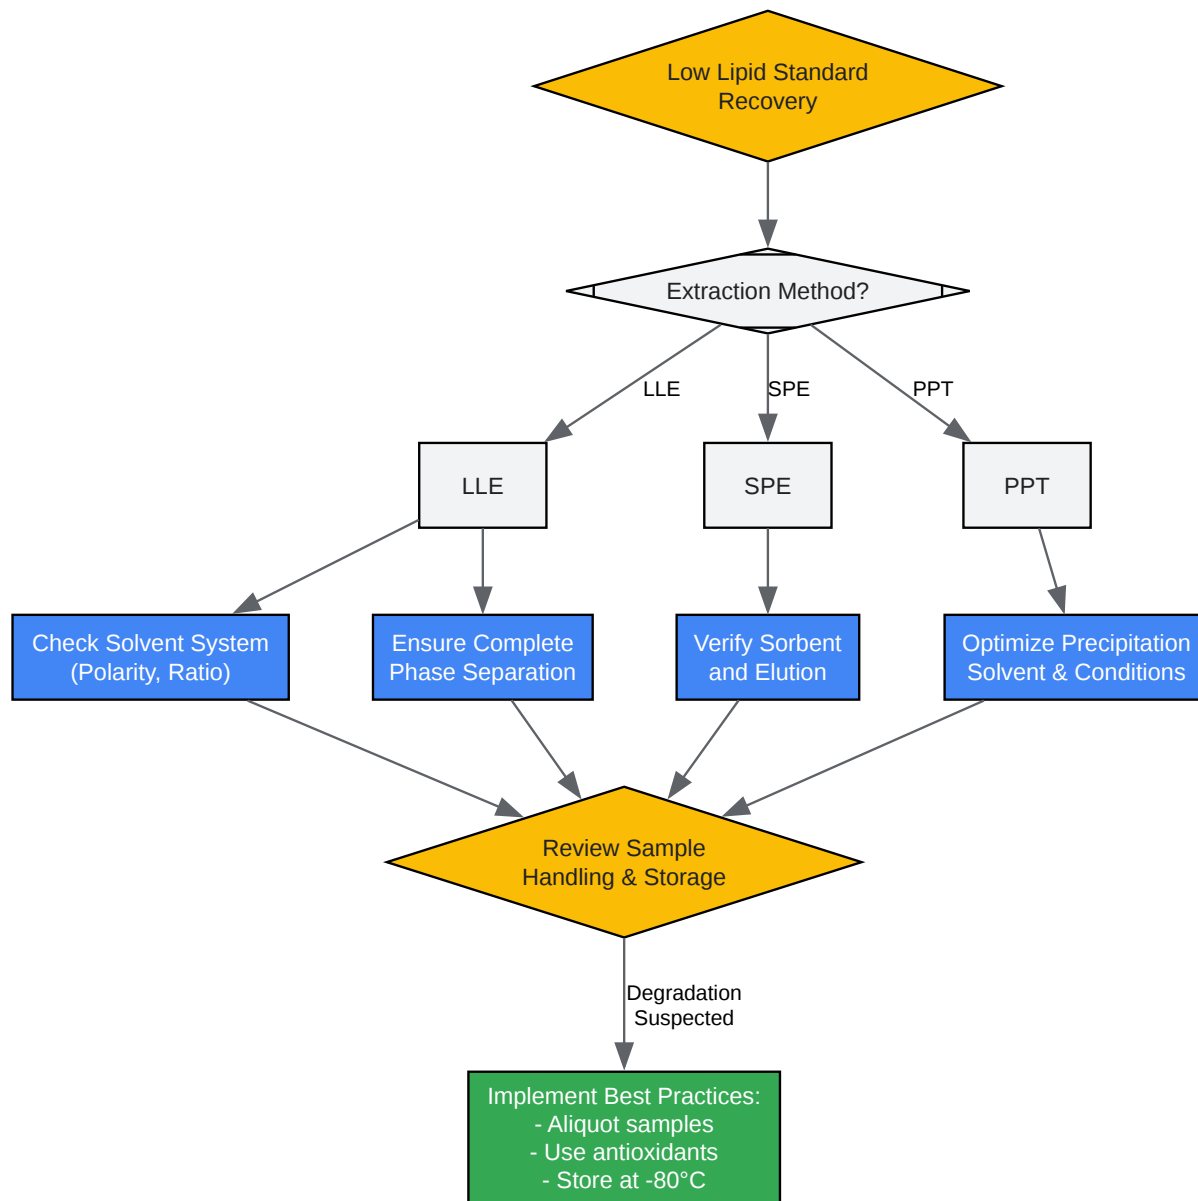 Low Lipid Standard
Recovery
Extraction Method?
LLE
SPE
PPT
LLE
SPE
PPT
Check Solvent System
(Polarity, Ratio)
Ensure Complete
Phase Separation
Verify Sorbent
and Elution
Optimize Precipitation
Solvent & Conditions
Review Sample
Handling & Storage
Degradation
Suspected
Implement Best Practices:
- Aliquot samples
- Use antioxidants
- Store at -80°C